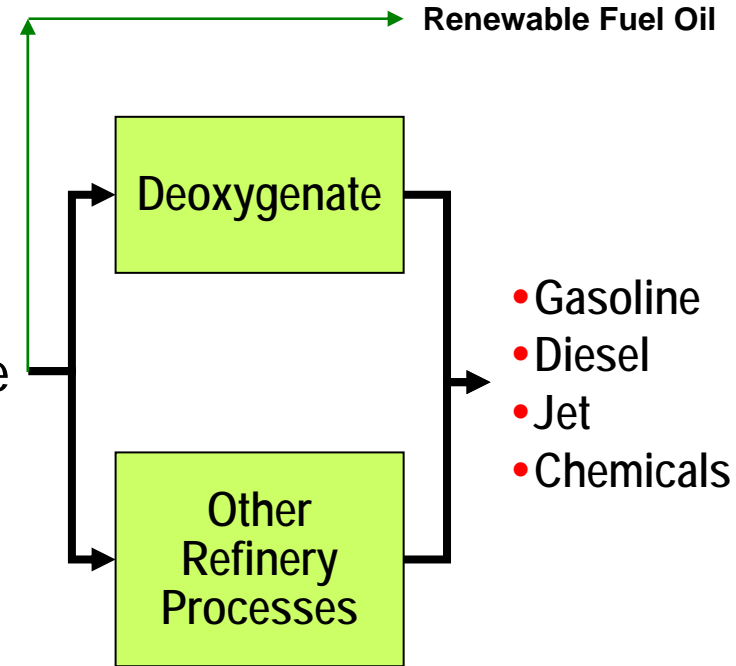 Renewable Fuel Oil
Deoxygenate
•Gasoline
•Diesel
•Jet
•Chemicals
Other
Refinery
Processes